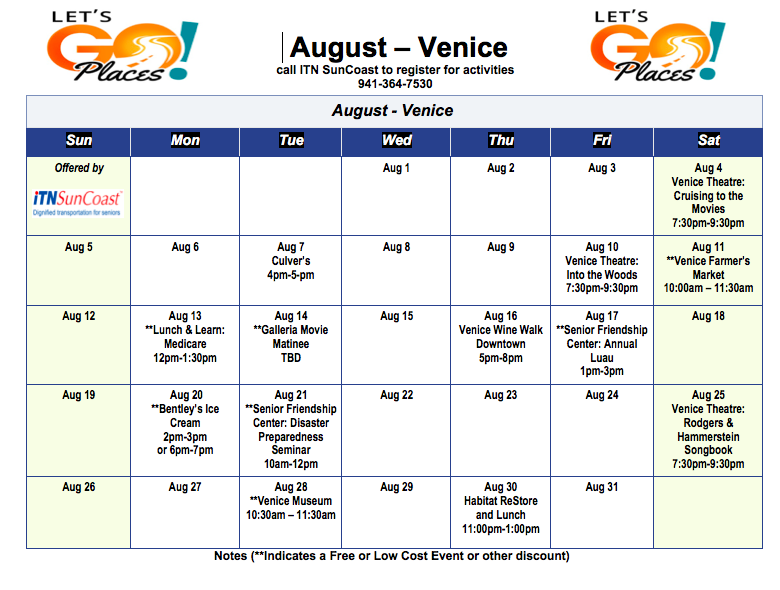 LET'S
GO!
Places
LET'S
GO!
Places
August – Venice
call ITN SunCoast to register for activities
941-364-7530
August - Venice
Sun
Mon
Tue
Wed
Thu
Fri
Sat
Offered by
iTNSunCoast™
Dignified transportation for seniors
Aug 1
Aug 2
Aug 3
Aug 4
Venice Theatre:
Cruising to the
Movies
7:30pm-9:30pm
Aug 5
Aug 6
Aug 7
Culver's
4pm-5-pm
Aug 8
Aug 9
Aug 10
Venice Theatre:
Into the Woods
7:30pm-9:30pm
Aug 11
**Venice Farmer's
Market
10:00am – 11:30am
Aug 12
Aug 13
**Lunch & Learn:
Medicare
12pm-1:30pm
Aug 14
**Galleria Movie
Matinee
TBD
Aug 15
Aug 16
Venice Wine Walk
Downtown
5pm-8pm
Aug 17
**Senior Friendship
Center: Annual
Luau
1pm-3pm
Aug 18
Aug 19
Aug 20
**Bentley's Ice
Cream
2pm-3pm
or 6pm-7pm
Aug 21
**Senior Friendship
Center: Disaster
Preparedness
Seminar
10am-12pm
Aug 22
Aug 23
Aug 24
Aug 25
Venice Theatre:
Rodgers &
Hammerstein
Songbook
7:30pm-9:30pm
Aug 26
Aug 27
Aug 28
**Venice Museum
10:30am – 11:30am
Aug 29
Aug 30
Habitat ReStore
and Lunch
11:00pm-1:00pm
Aug 31
Notes (**Indicates a Free or Low Cost Event or other discount)